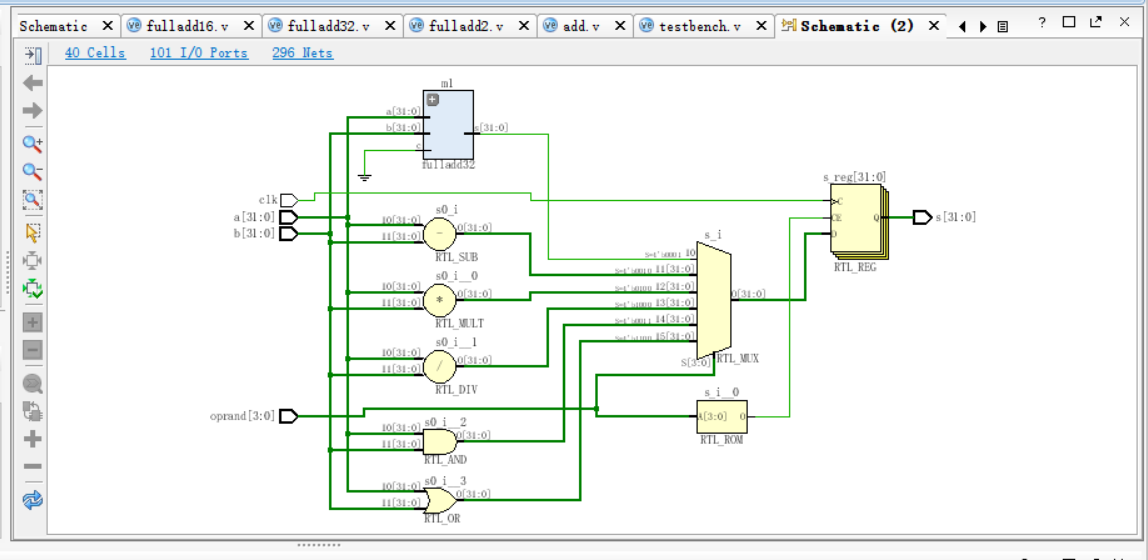 Schematic
fulladd16.v
fulladd32.v
fulladd2.v
add.v
testbench.v
Schematic (2)
40 Cells
101 I/O Ports
296 Nets
m1
a[31:0]
b[31:0]
s[31:0]
fulladd32
clk
a[31:0]
b[31:0]
s0_i
I0[31:0]
I1[31:0]
O[31:0]
-
RTL_SUB
s0_i__0
I0[31:0]
I1[31:0]
O[31:0]
*
RTL_MULT
s0_i__1
I0[31:0]
I1[31:0]
O[31:0]
/
RTL_DIV
oprand[3:0]
s0_i__2
I0[31:0]
I1[31:0]
O[31:0]
RTL_AND
s0_i__3
I0[31:0]
I1[31:0]
O[31:0]
RTL_OR
s_i
I0
I1[31:0]
I2[31:0]
I3[31:0]
I4[31:0]
I5[31:0]
O[31:0]
S[3:0]
RTL_MUX
s_i__0
A[3:0]
O
RTL_ROM
s_reg[31:0]
C
CE
D
Q
RTL_REG
s[31:0]